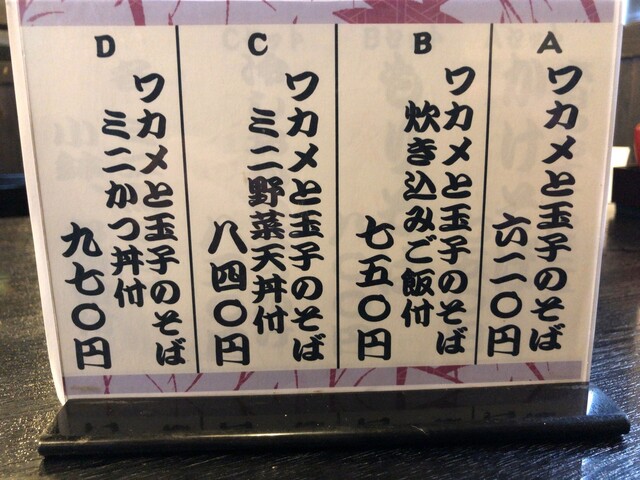 A
ワカメと玉子のそば
六二〇円
B
ワカメと玉子のそば
炊き込みご飯付
七五〇円
C
ワカメと玉子のそば
ミニ野菜天丼付
八四〇円
D
ワカメと玉子のそば
ミニかつ丼付
九七〇円